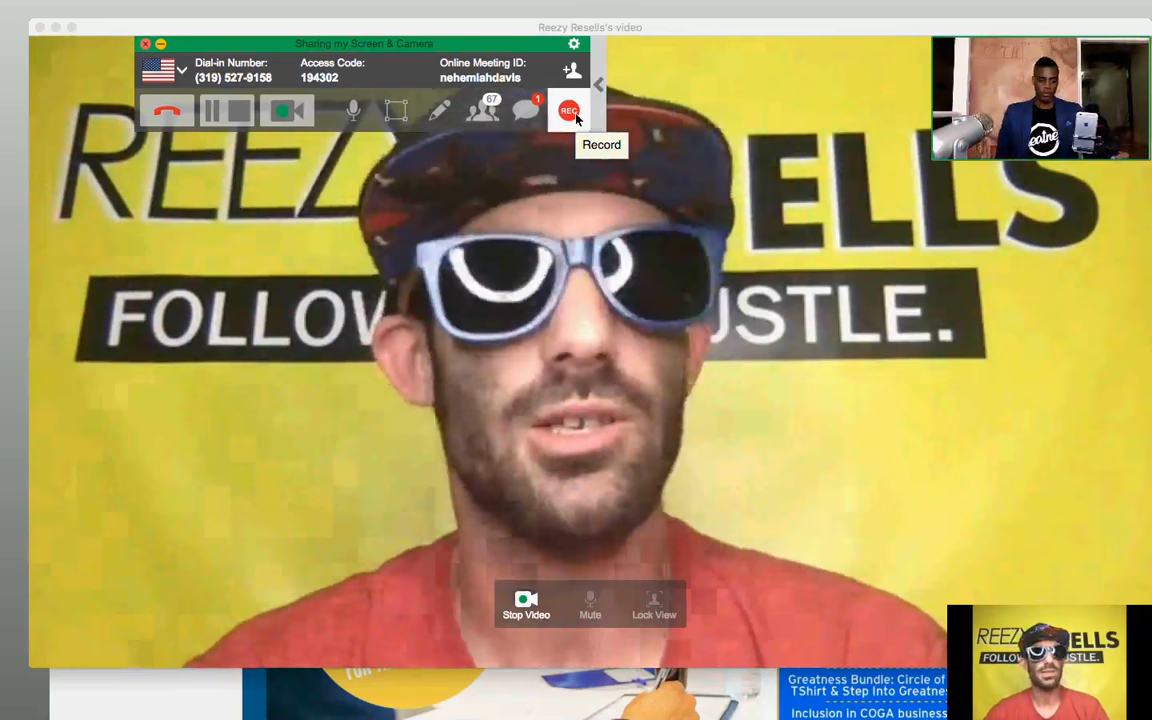 Reezy Resells's video
Sharing my Screen & Camera
Dial-in Number:
(319) 527-9158
Access Code:
194302
Online Meeting ID:
nehemiahdavis
67
1
REC
Record
REEZ
ELLS
FOLLOW
USTLE.
Stop Video
Mute
Lock View
REEZY
ELLS
FOLLOW
STLE.
Greatness Bundle: Circle of
TShirt & Step Into Greatne
Inclusion in COGA business